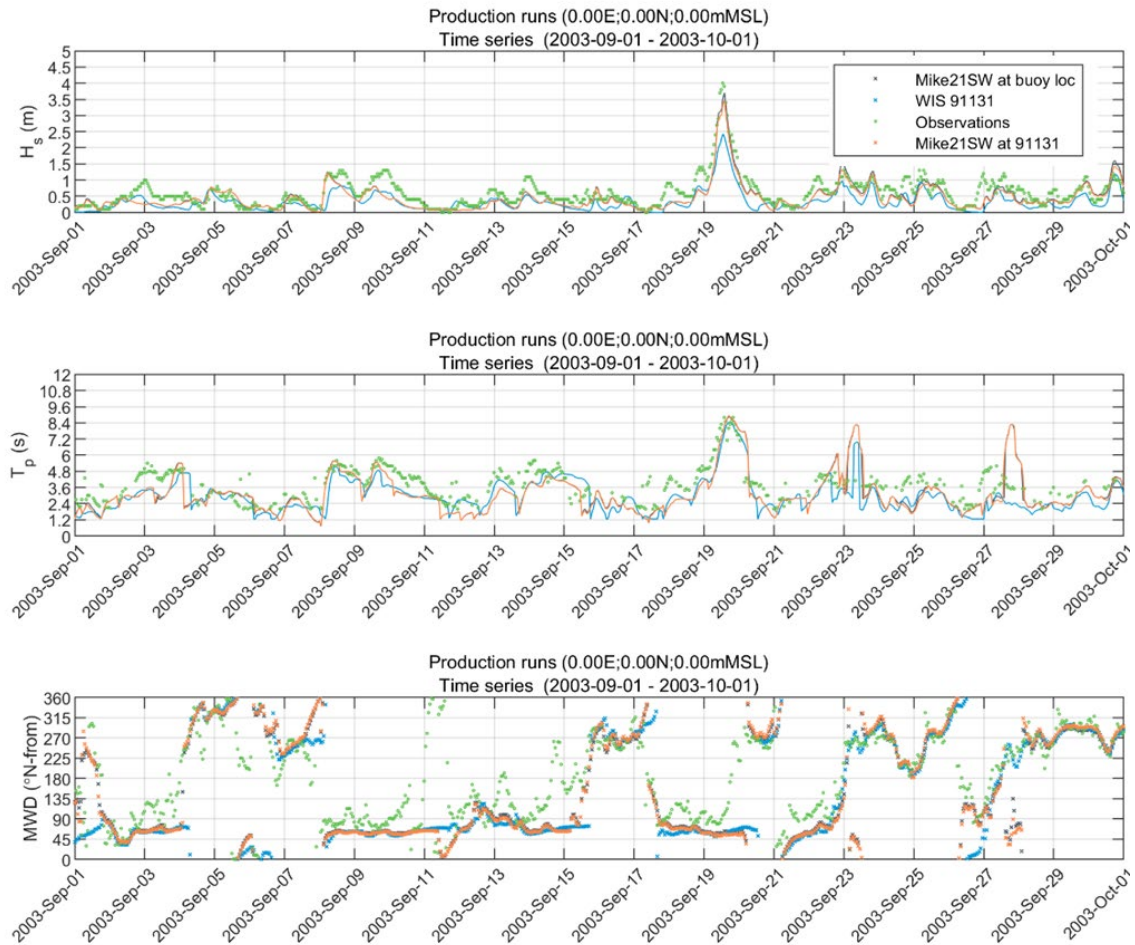 Production runs (0.00E;0.00N;0.00mMSL)
Time series (2003-09-01 - 2003-10-01)
5
4.5
4
3.5
3
2.5
2
1.5
1
0.5
0
H_s (m)
Mike21SW at buoy loc
WIS 91131
Observations
Mike21SW at 91131
2003-Sep-01
2003-Sep-03
2003-Sep-05
2003-Sep-07
2003-Sep-09
2003-Sep-11
2003-Sep-13
2003-Sep-15
2003-Sep-17
2003-Sep-19
2003-Sep-21
2003-Sep-23
2003-Sep-25
2003-Sep-27
2003-Sep-29
2003-Oct-01
Production runs (0.00E;0.00N;0.00mMSL)
Time series (2003-09-01 - 2003-10-01)
12
10.8
9.6
8.4
7.2
6
4.8
3.6
2.4
1.2
0
T_p (s)
2003-Sep-01
2003-Sep-03
2003-Sep-05
2003-Sep-07
2003-Sep-09
2003-Sep-11
2003-Sep-13
2003-Sep-15
2003-Sep-17
2003-Sep-19
2003-Sep-21
2003-Sep-23
2003-Sep-25
2003-Sep-27
2003-Sep-29
2003-Oct-01
Production runs (0.00E;0.00N;0.00mMSL)
Time series (2003-09-01 - 2003-10-01)
360
315
270
225
180
135
90
45
0
MWD (°N-from)
2003-Sep-01
2003-Sep-03
2003-Sep-05
2003-Sep-07
2003-Sep-09
2003-Sep-11
2003-Sep-13
2003-Sep-15
2003-Sep-17
2003-Sep-19
2003-Sep-21
2003-Sep-23
2003-Sep-25
2003-Sep-27
2003-Sep-29
2003-Oct-01